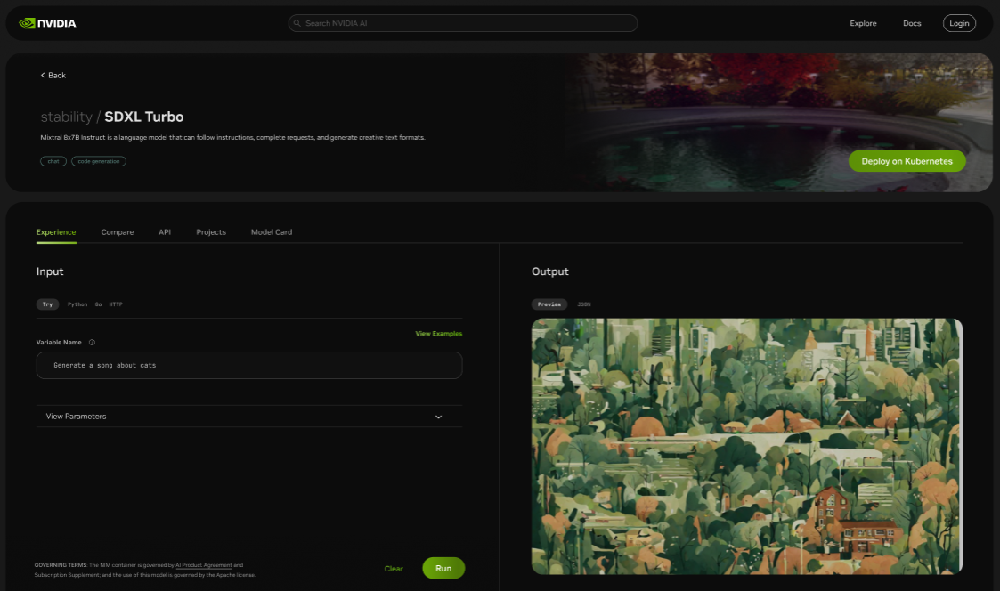 NVIDIA
Search NVIDIA AI
Explore
Docs
Login
< Back
stability / SDXL Turbo
Mixtral 8x7B Instruct is a language model that can follow instructions, complete requests, and generate creative text formats.
chat
code generation
Deploy on Kubernetes
Experience
Compare
API
Projects
Model Card
Input
Try
Python
Go
HTTP
View Examples
Variable Name
Generate a song about cats
View Parameters
GOVERNING TERMS: The NIM container is governed by AI Product Agreement and
Subscription Supplement; and the use of this model is governed by the Apache license.
Clear
Run
Output
Preview
JSON